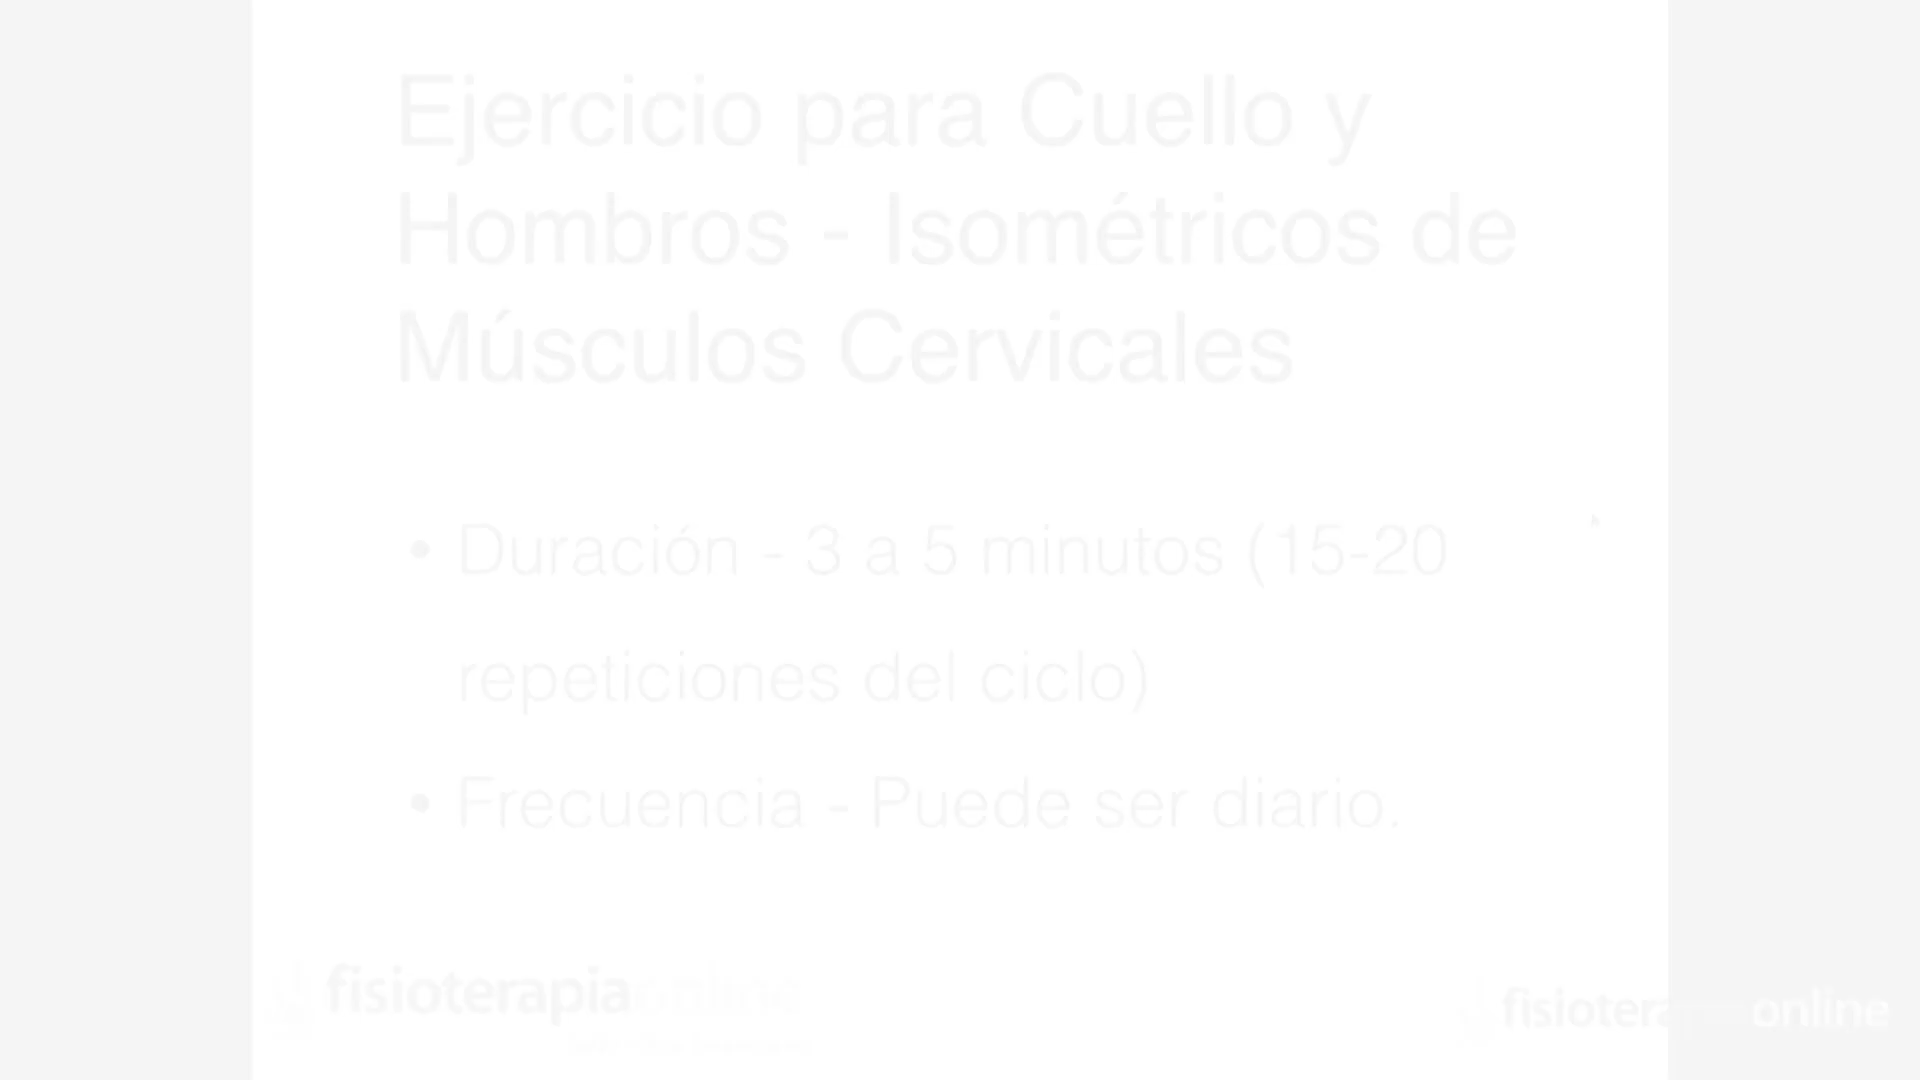 Ejercicio para Cuello y
Hombros - Isométricos de
Músculos Cervicales
• Duración - 3 a 5 minutos (15-20
repeticiones del ciclo)
• Frecuencia - Puede ser diario.
fisioterapiaonline
fisioterapiaonline